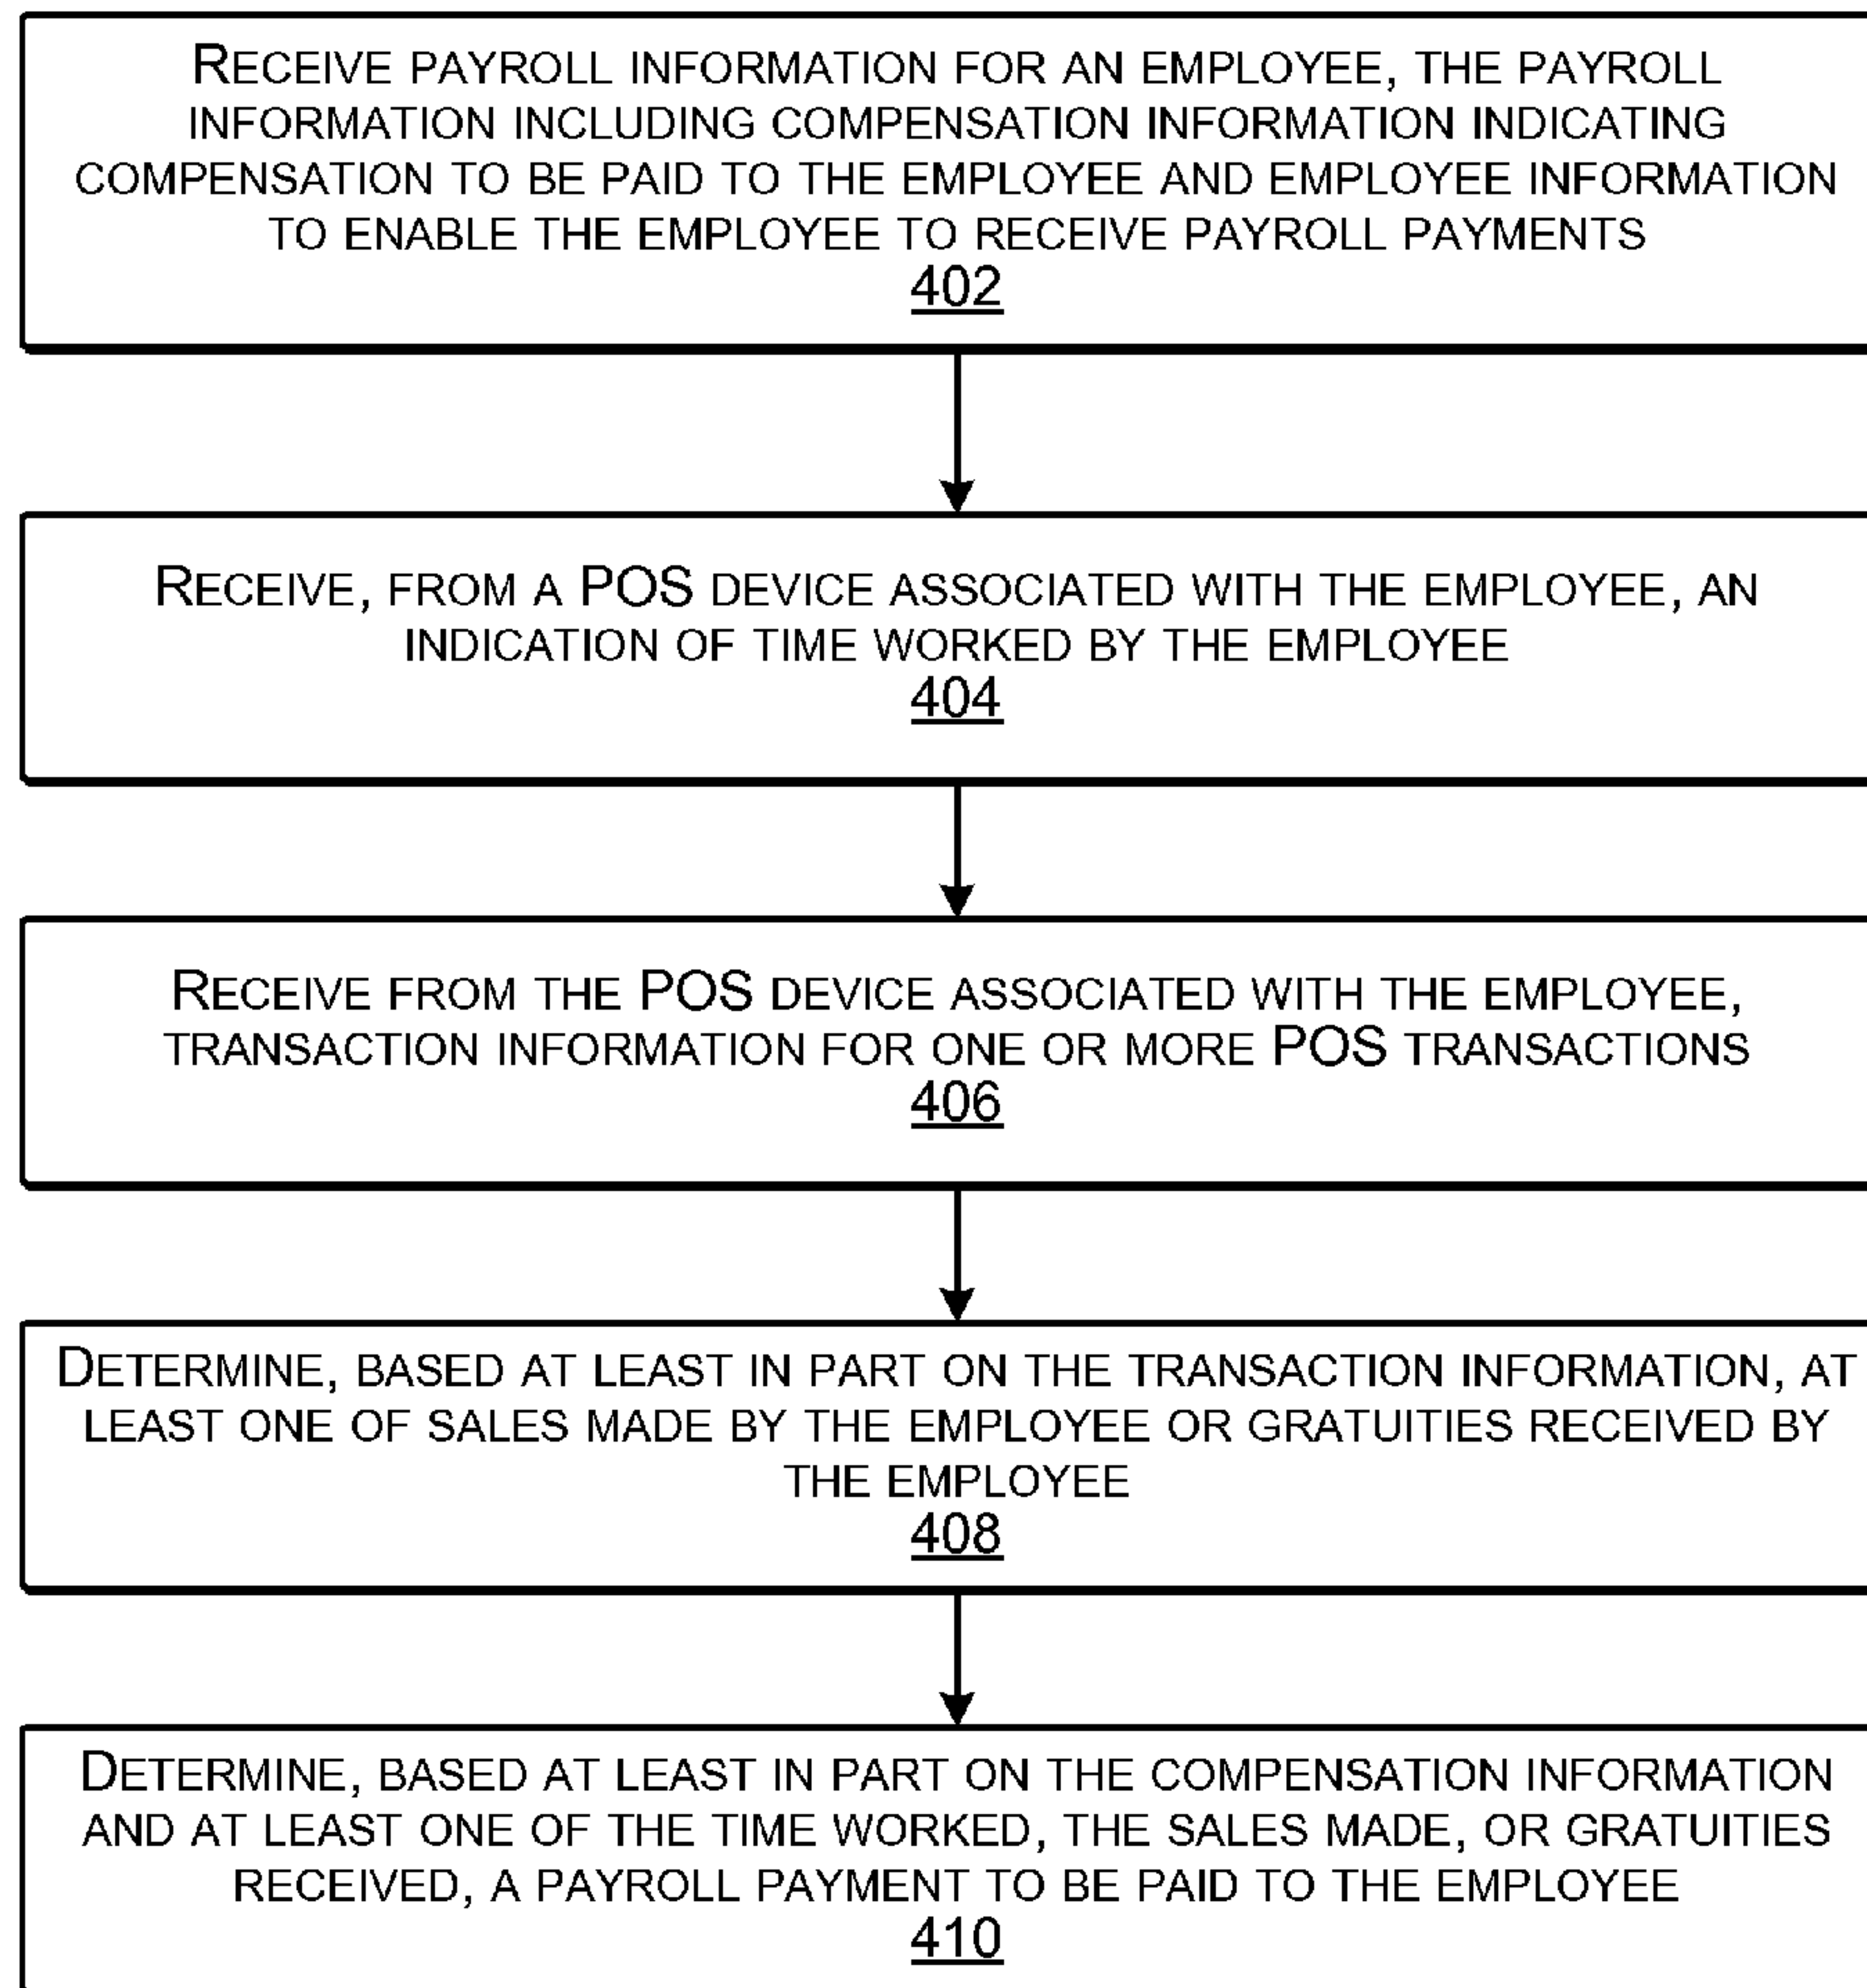 RECEIVE PAYROLL INFORMATION FOR AN EMPLOYEE, THE PAYROLL
INFORMATION INCLUDING COMPENSATION INFORMATION INDICATING
COMPENSATION TO BE PAID TO THE EMPLOYEE AND EMPLOYEE INFORMATION
TO ENABLE THE EMPLOYEE TO RECEIVE PAYROLL PAYMENTS
402
RECEIVE, FROM A POS DEVICE ASSOCIATED WITH THE EMPLOYEE, AN
INDICATION OF TIME WORKED BY THE EMPLOYEE
404
RECEIVE FROM THE POS DEVICE ASSOCIATED WITH THE EMPLOYEE,
TRANSACTION INFORMATION FOR ONE OR MORE POS TRANSACTIONS
406
DETERMINE, BASED AT LEAST IN PART ON THE TRANSACTION INFORMATION, AT
LEAST ONE OF SALES MADE BY THE EMPLOYEE OR GRATUITIES RECEIVED BY
THE EMPLOYEE
408
DETERMINE, BASED AT LEAST IN PART ON THE COMPENSATION INFORMATION
AND AT LEAST ONE OF THE TIME WORKED, THE SALES MADE, OR GRATUITIES
RECEIVED, A PAYROLL PAYMENT TO BE PAID TO THE EMPLOYEE
410